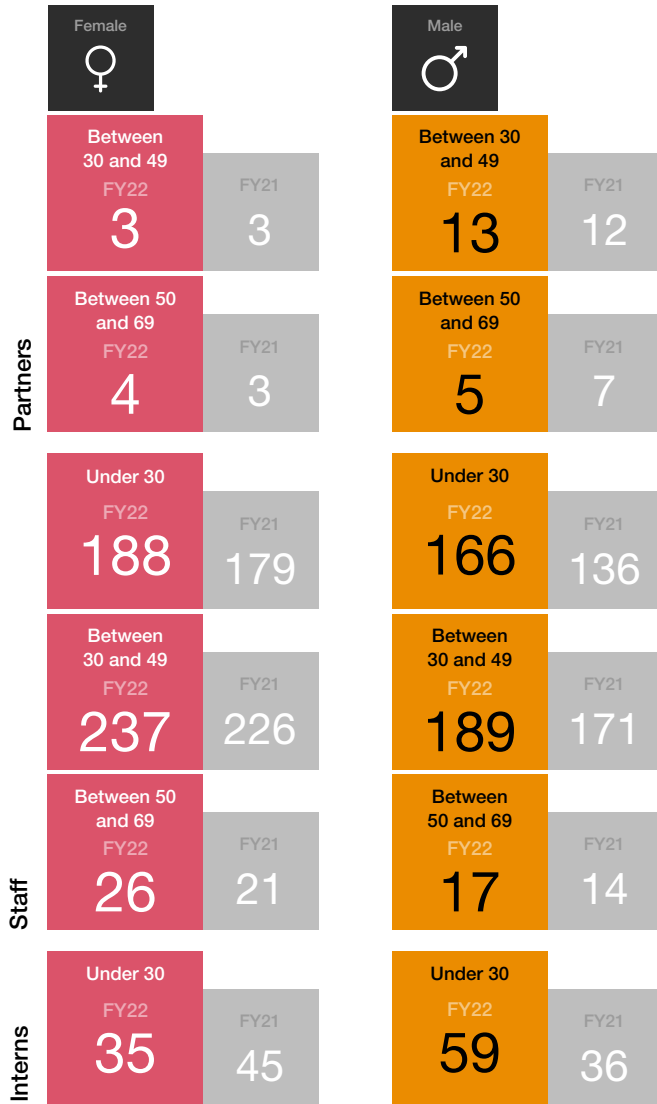 Female
Male
Partners
Between
30 and 49
FY22
3
FY21
3
Between 30
and 49
FY22
13
FY21
12
Between 50
and 69
FY22
4
FY21
3
Between 50
and 69
FY22
5
FY21
7
Staff
Under 30
FY22
188
FY21
179
Under 30
FY22
166
FY21
136
Between
30 and 49
FY22
237
FY21
226
Between
30 and 49
FY22
189
FY21
171
Between 50
and 69
FY22
26
FY21
21
Between
50 and 69
FY22
17
FY21
14
Interns
Under 30
FY22
35
FY21
45
Under 30
FY22
59
FY21
36